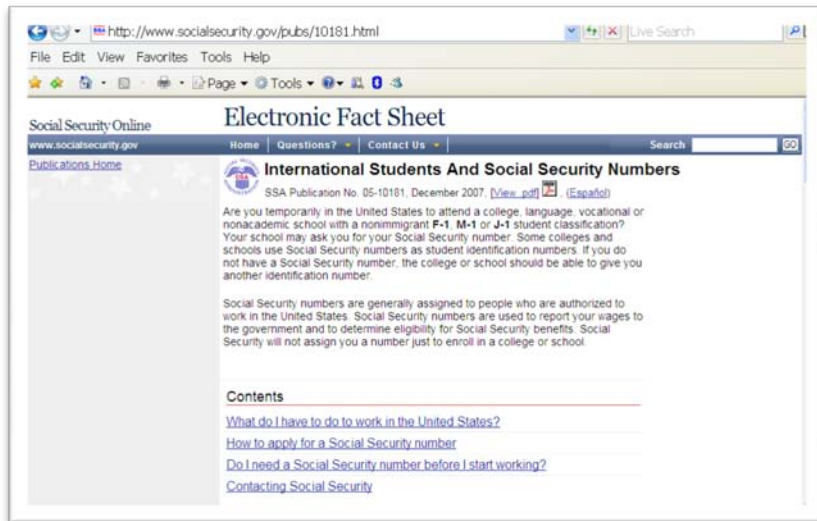 http://www.socialsecurity.gov/pubs/10181.html Live Search
File Edit View Favorites Tools Help
Page Tools
Social Security Online Electronic Fact Sheet
www.socialsecurity.gov Home Questions? Contact Us Search GO
Publications Home
International Students And Social Security Numbers
SSA Publication No. 05-10181, December 2007, [View .pdf] , (Español)
Are you temporarily in the United States to attend a college, language, vocational or
nonacademic school with a nonimmigrant F-1, M-1 or J-1 student classification?
Your school may ask you for your Social Security number. Some colleges and
schools use Social Security numbers as student identification numbers. If you do
not have a Social Security number, the college or school should be able to give you
another identification number.
Social Security numbers are generally assigned to people who are authorized to
work in the United States. Social Security numbers are used to report your wages to
the government and to determine eligibility for Social Security benefits. Social
Security will not assign you a number just to enroll in a college or school.
Contents
What do I have to do to work in the United States?
How to apply for a Social Security number
Do I need a Social Security number before I start working?
Contacting Social Security